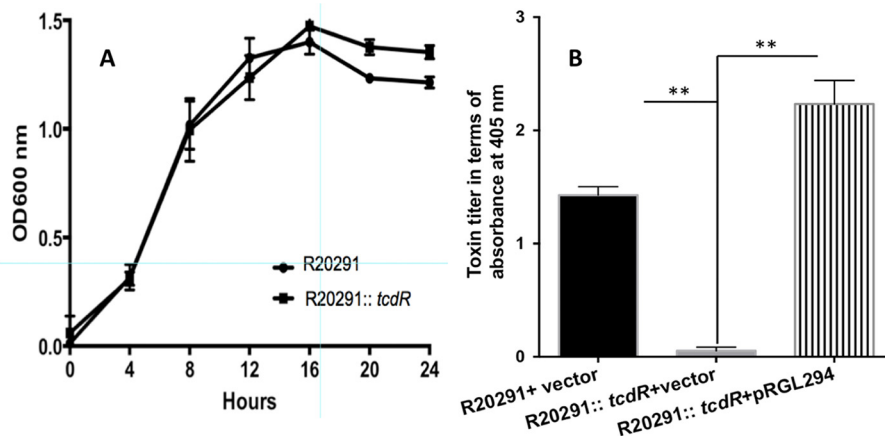 A
1.5
1.0
0.5
0.0
OD600 nm
R20291
R20291:: tcdR
0
4
8
12
16
20
24
Hours
B
**
**
3
2
1
0
Toxin titer in terms of
absorbance at 405 nm
R20291+ vector
R20291:: tcdR+vector
R20291:: tcdR+pRGL294